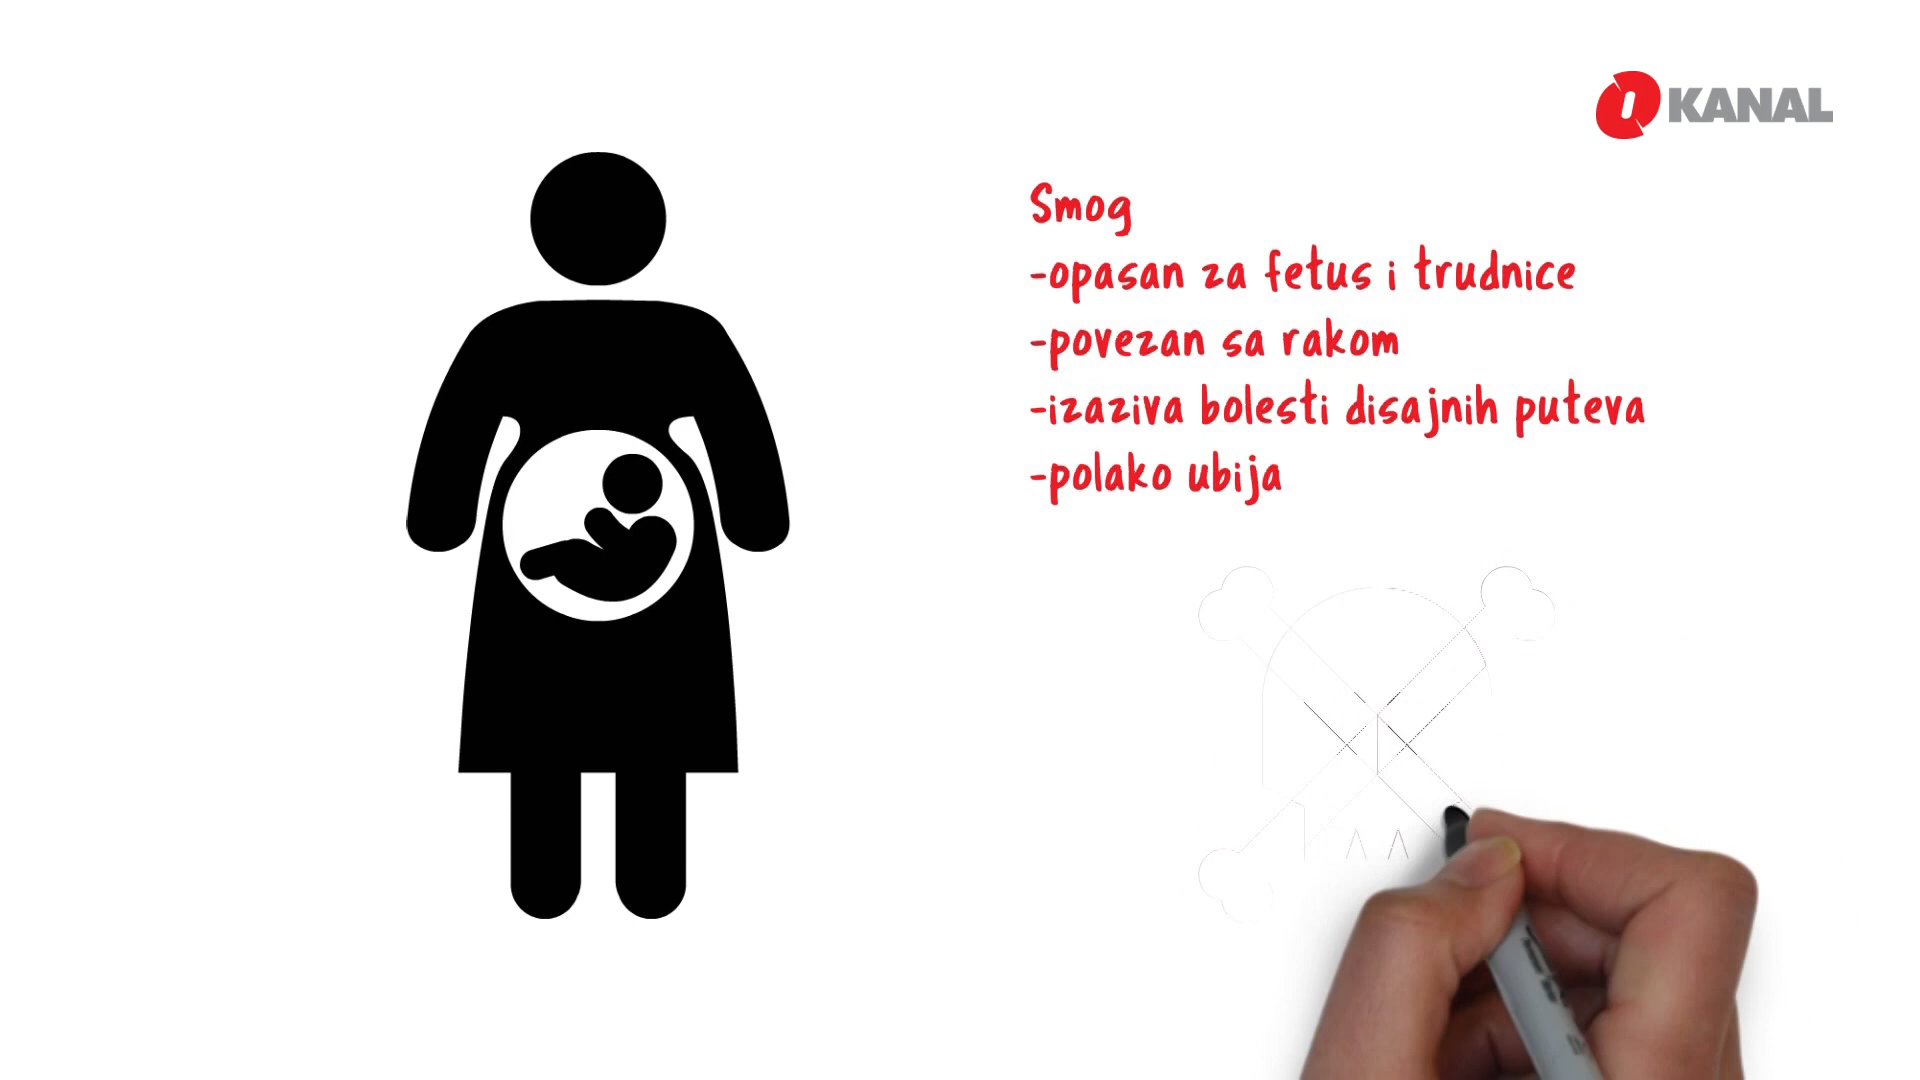 O KANAL
Smog
-opasan za fetus i trudnice
-povezan sa rakom
-izaziva bolesti disajnih puteva
-polako ubija